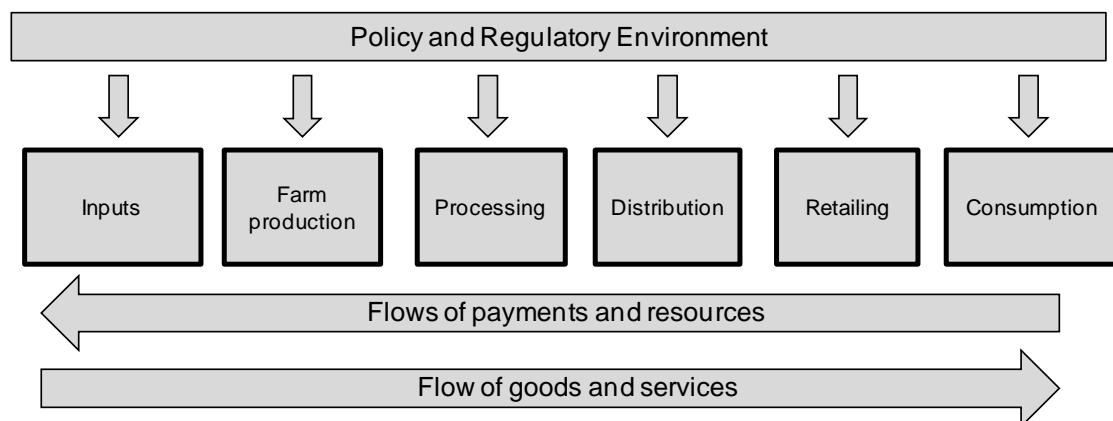 Policy and Regulatory Environment
Inputs
Farm
production
Processing
Distribution
Retailing
Consumption
Flows of payments and resources
Flow of goods and services